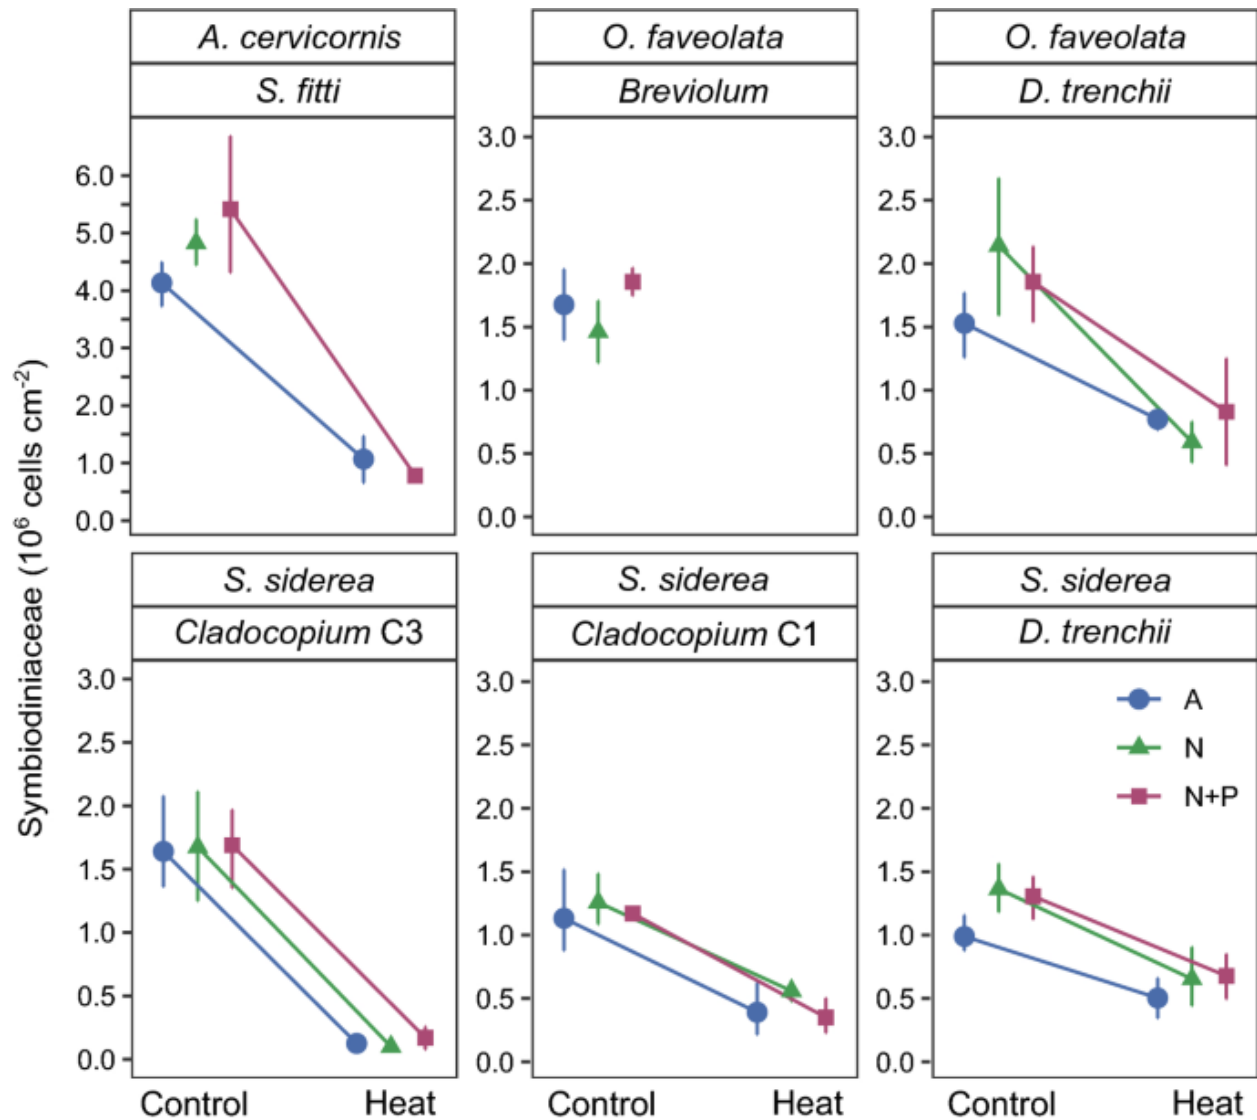 A. cervicornis
O. faveolata
O. faveolata
S. fitti
Breviolum
D. trenchii
6.0
5.0
4.0
3.0
2.0
1.0
0.0
3.0
2.5
2.0
1.5
1.0
0.5
0.0
3.0
2.5
2.0
1.5
1.0
0.5
0.0
Symbiodiniaceae (10⁶ cells cm⁻²)
S. siderea
S. siderea
S. siderea
Cladocopium C3
Cladocopium C1
D. trenchii
3.0
2.5
2.0
1.5
1.0
0.5
0.0
3.0
2.5
2.0
1.5
1.0
0.5
0.0
3.0
2.5
2.0
1.5
1.0
0.5
0.0
A
N
N+P
Control Heat
Control Heat
Control Heat